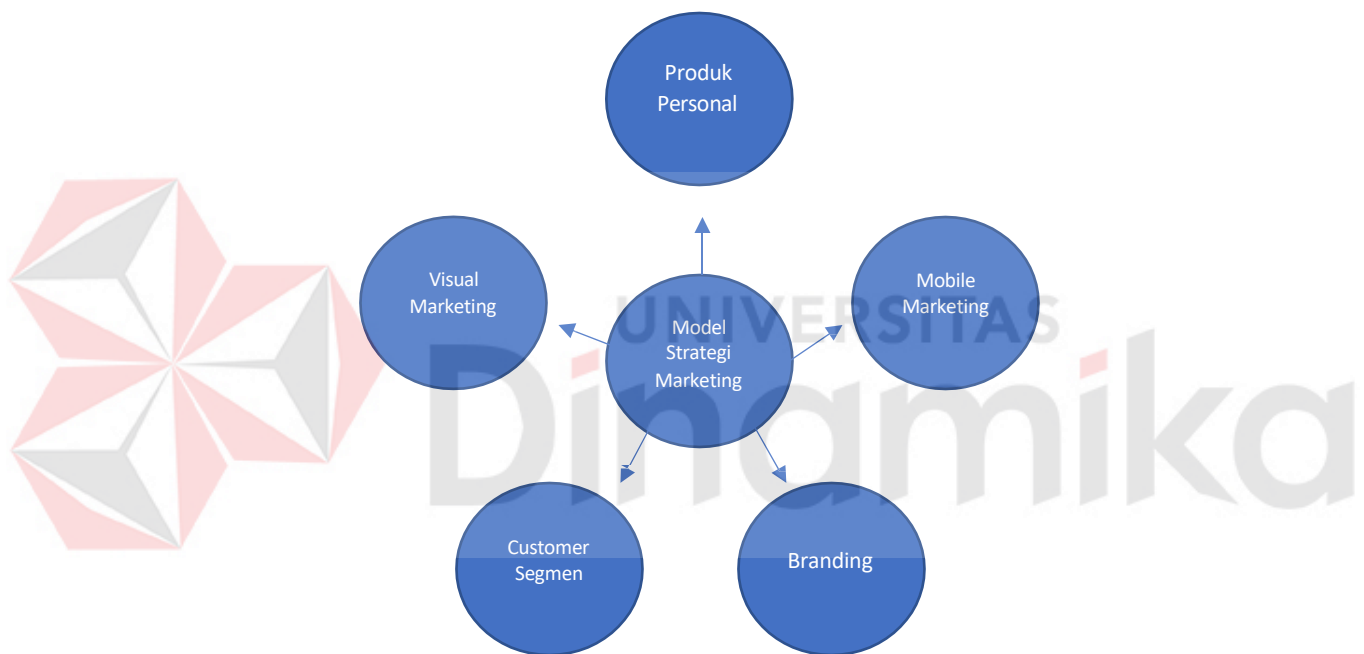 Produk
Personal
Visual
Marketing
Mobile
Marketing
UNIVERSITAS
Dinamika
Model
Strategi
Marketing
Customer
Segmen
Branding